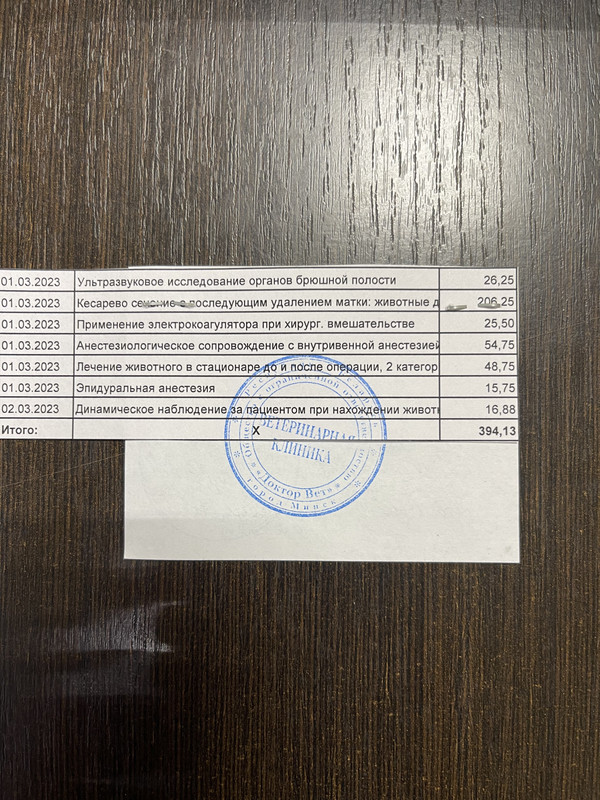 01.03.2023 Ультразвуковое исследование органов брюшной полости 26,25
01.03.2023 Кесарево сечение с последующим удалением матки: животные д 206,25
01.03.2023 Применение электрокоагулятора при хирург. вмешательстве 25,50
01.03.2023 Анестезиологическое сопровождение с внутривенной анестезией 54,75
01.03.2023 Лечение животного в стационаре до и после операции, 2 категор 48,75
01.03.2023 Эпидуральная анестезия 15,75
02.03.2023 Динамическое наблюдение за пациентом при нахождении живот 16,88
Итого: X 394,13
ВЕТЕРИНАРНАЯ
КЛИНИКА
«Доктор Вет»
город Минск